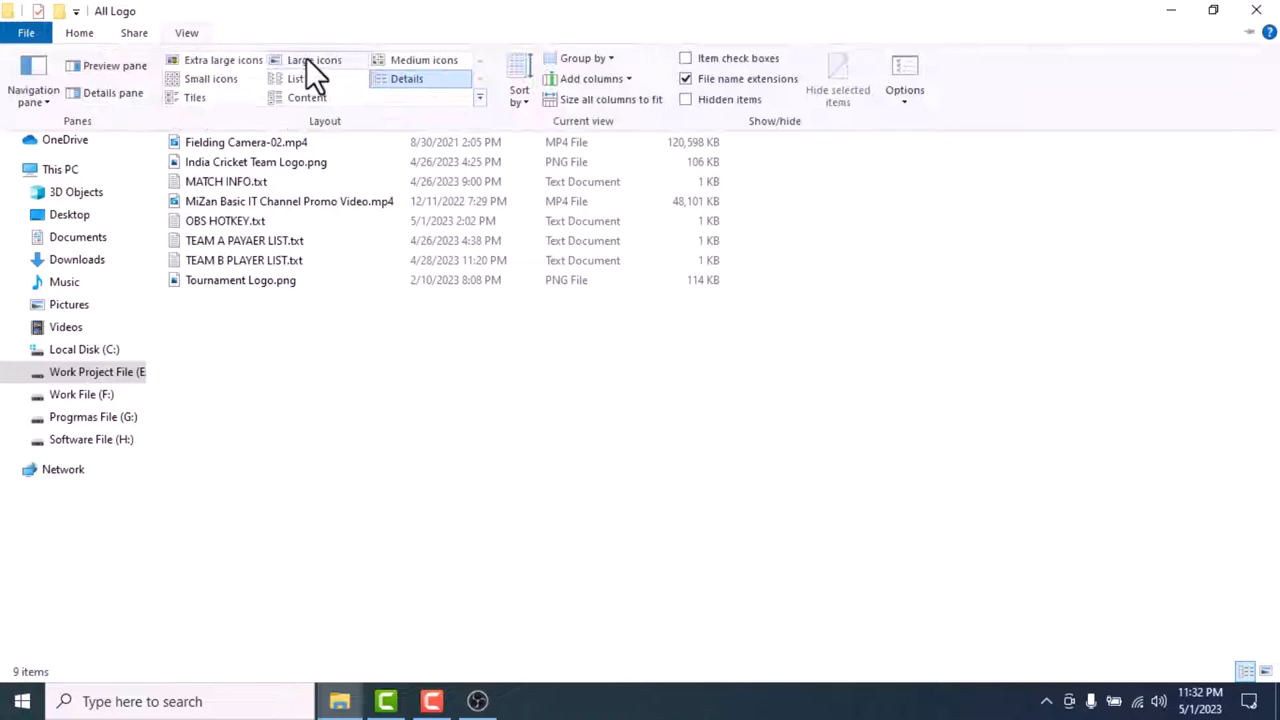 All Logo
File Home Share View
Navigation pane
Preview pane
Details pane
Panes
Extra large icons Large icons Medium icons
Small icons List Details
Tiles Content
Layout
Sort by
Group by
Add columns
Size all columns to fit
Current view
Item check boxes
File name extensions
Hidden items
Hide selected items
Show/hide
Options
OneDrive
This PC
3D Objects
Desktop
Documents
Downloads
Music
Pictures
Videos
Local Disk (C:)
Work Project File (E
Work File (F:)
Progrmas File (G:)
Software File (H:)
Network
Fielding Camera-02.mp4 8/30/2021 2:05 PM MP4 File 120,598 KB
India Cricket Team Logo.png 4/26/2023 4:25 PM PNG File 106 KB
MATCH INFO.txt 4/26/2023 9:00 PM Text Document 1 KB
MiZan Basic IT Channel Promo Video.mp4 12/11/2022 7:29 PM MP4 File 48,101 KB
OBS HOTKEY.txt 5/1/2023 2:02 PM Text Document 1 KB
TEAM A PAYAER LIST.txt 4/26/2023 4:38 PM Text Document 1 KB
TEAM B PLAYER LIST.txt 4/28/2023 11:20 PM Text Document 1 KB
Tournament Logo.png 2/10/2023 8:08 PM PNG File 114 KB
9 items
Type here to search
11:32 PM
5/1/2023